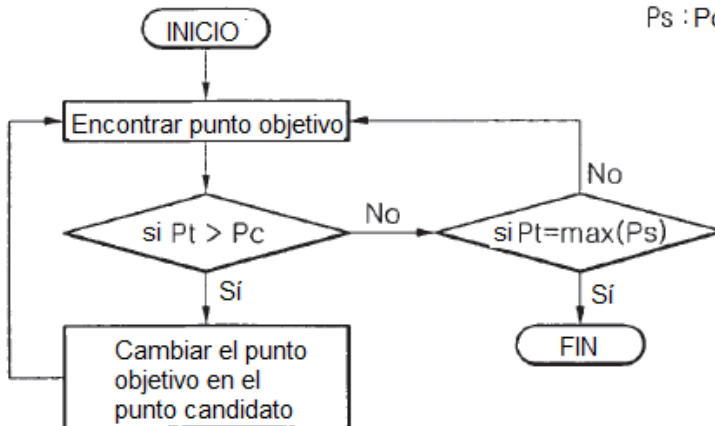 INICIO
Ps :
Encontrar punto objetivo
si Pt > Pc
No
No
si Pt=max(Ps)
Sí
Sí
Cambiar el punto
objetivo en el
punto candidato
FIN